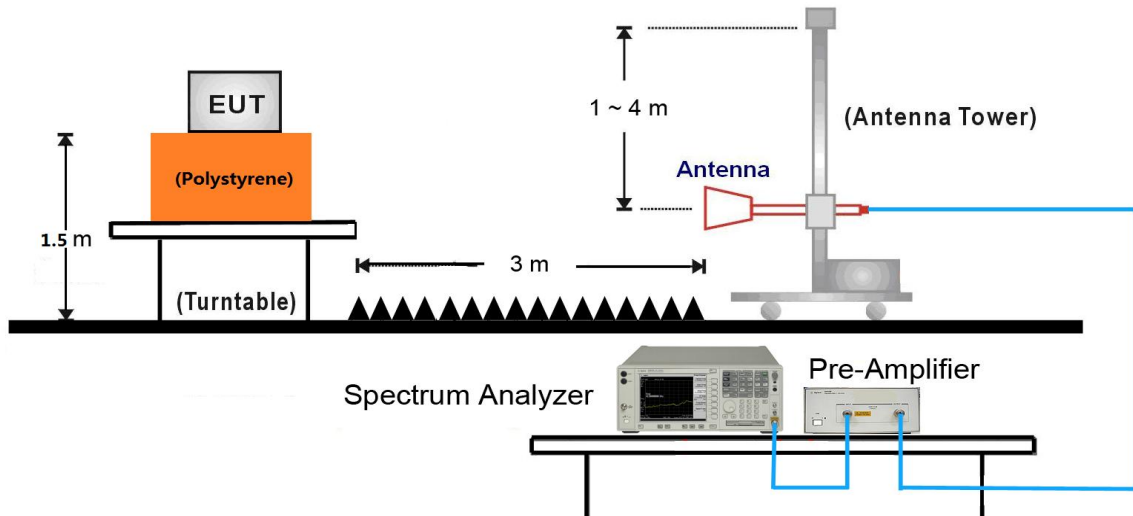 EUT
(Polystyrene)
1.5 m
(Turntable)
3 m
1 ~ 4 m
Antenna
(Antenna Tower)
Spectrum Analyzer
Pre-Amplifier